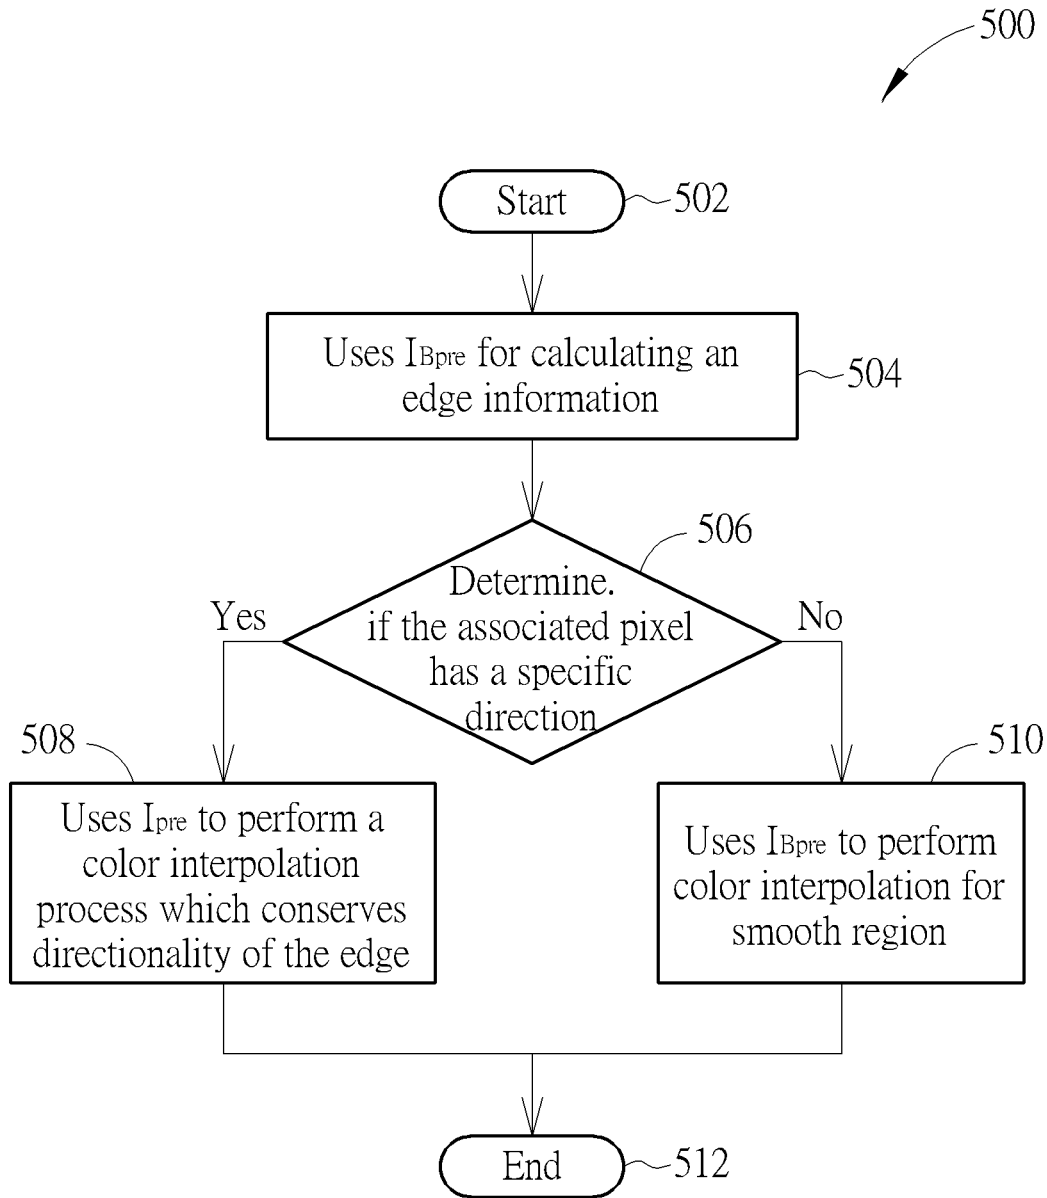 500
Start
502
Uses IBpre for calculating an
edge information
504
506
Determine.
if the associated pixel
has a specific
direction
Yes
No
508
Uses Ipre to perform a
color interpolation
process which conserves
directionality of the edge
510
Uses IBpre to perform
color interpolation for
smooth region
End
512